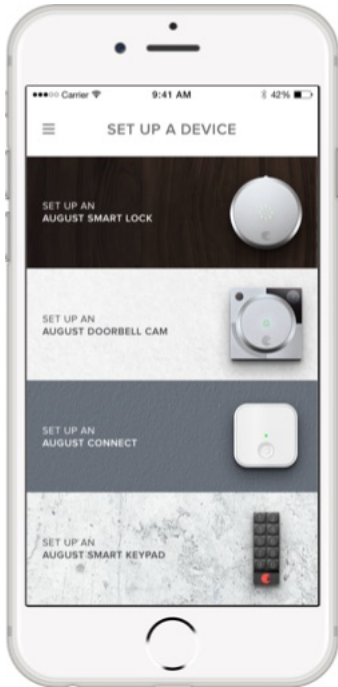 Carrier 9:41 AM 42%
SET UP A DEVICE
SET UP AN
AUGUST SMART LOCK
SET UP AN
AUGUST DOORBELL CAM
SET UP AN
AUGUST CONNECT
SET UP AN
AUGUST SMART KEYPAD